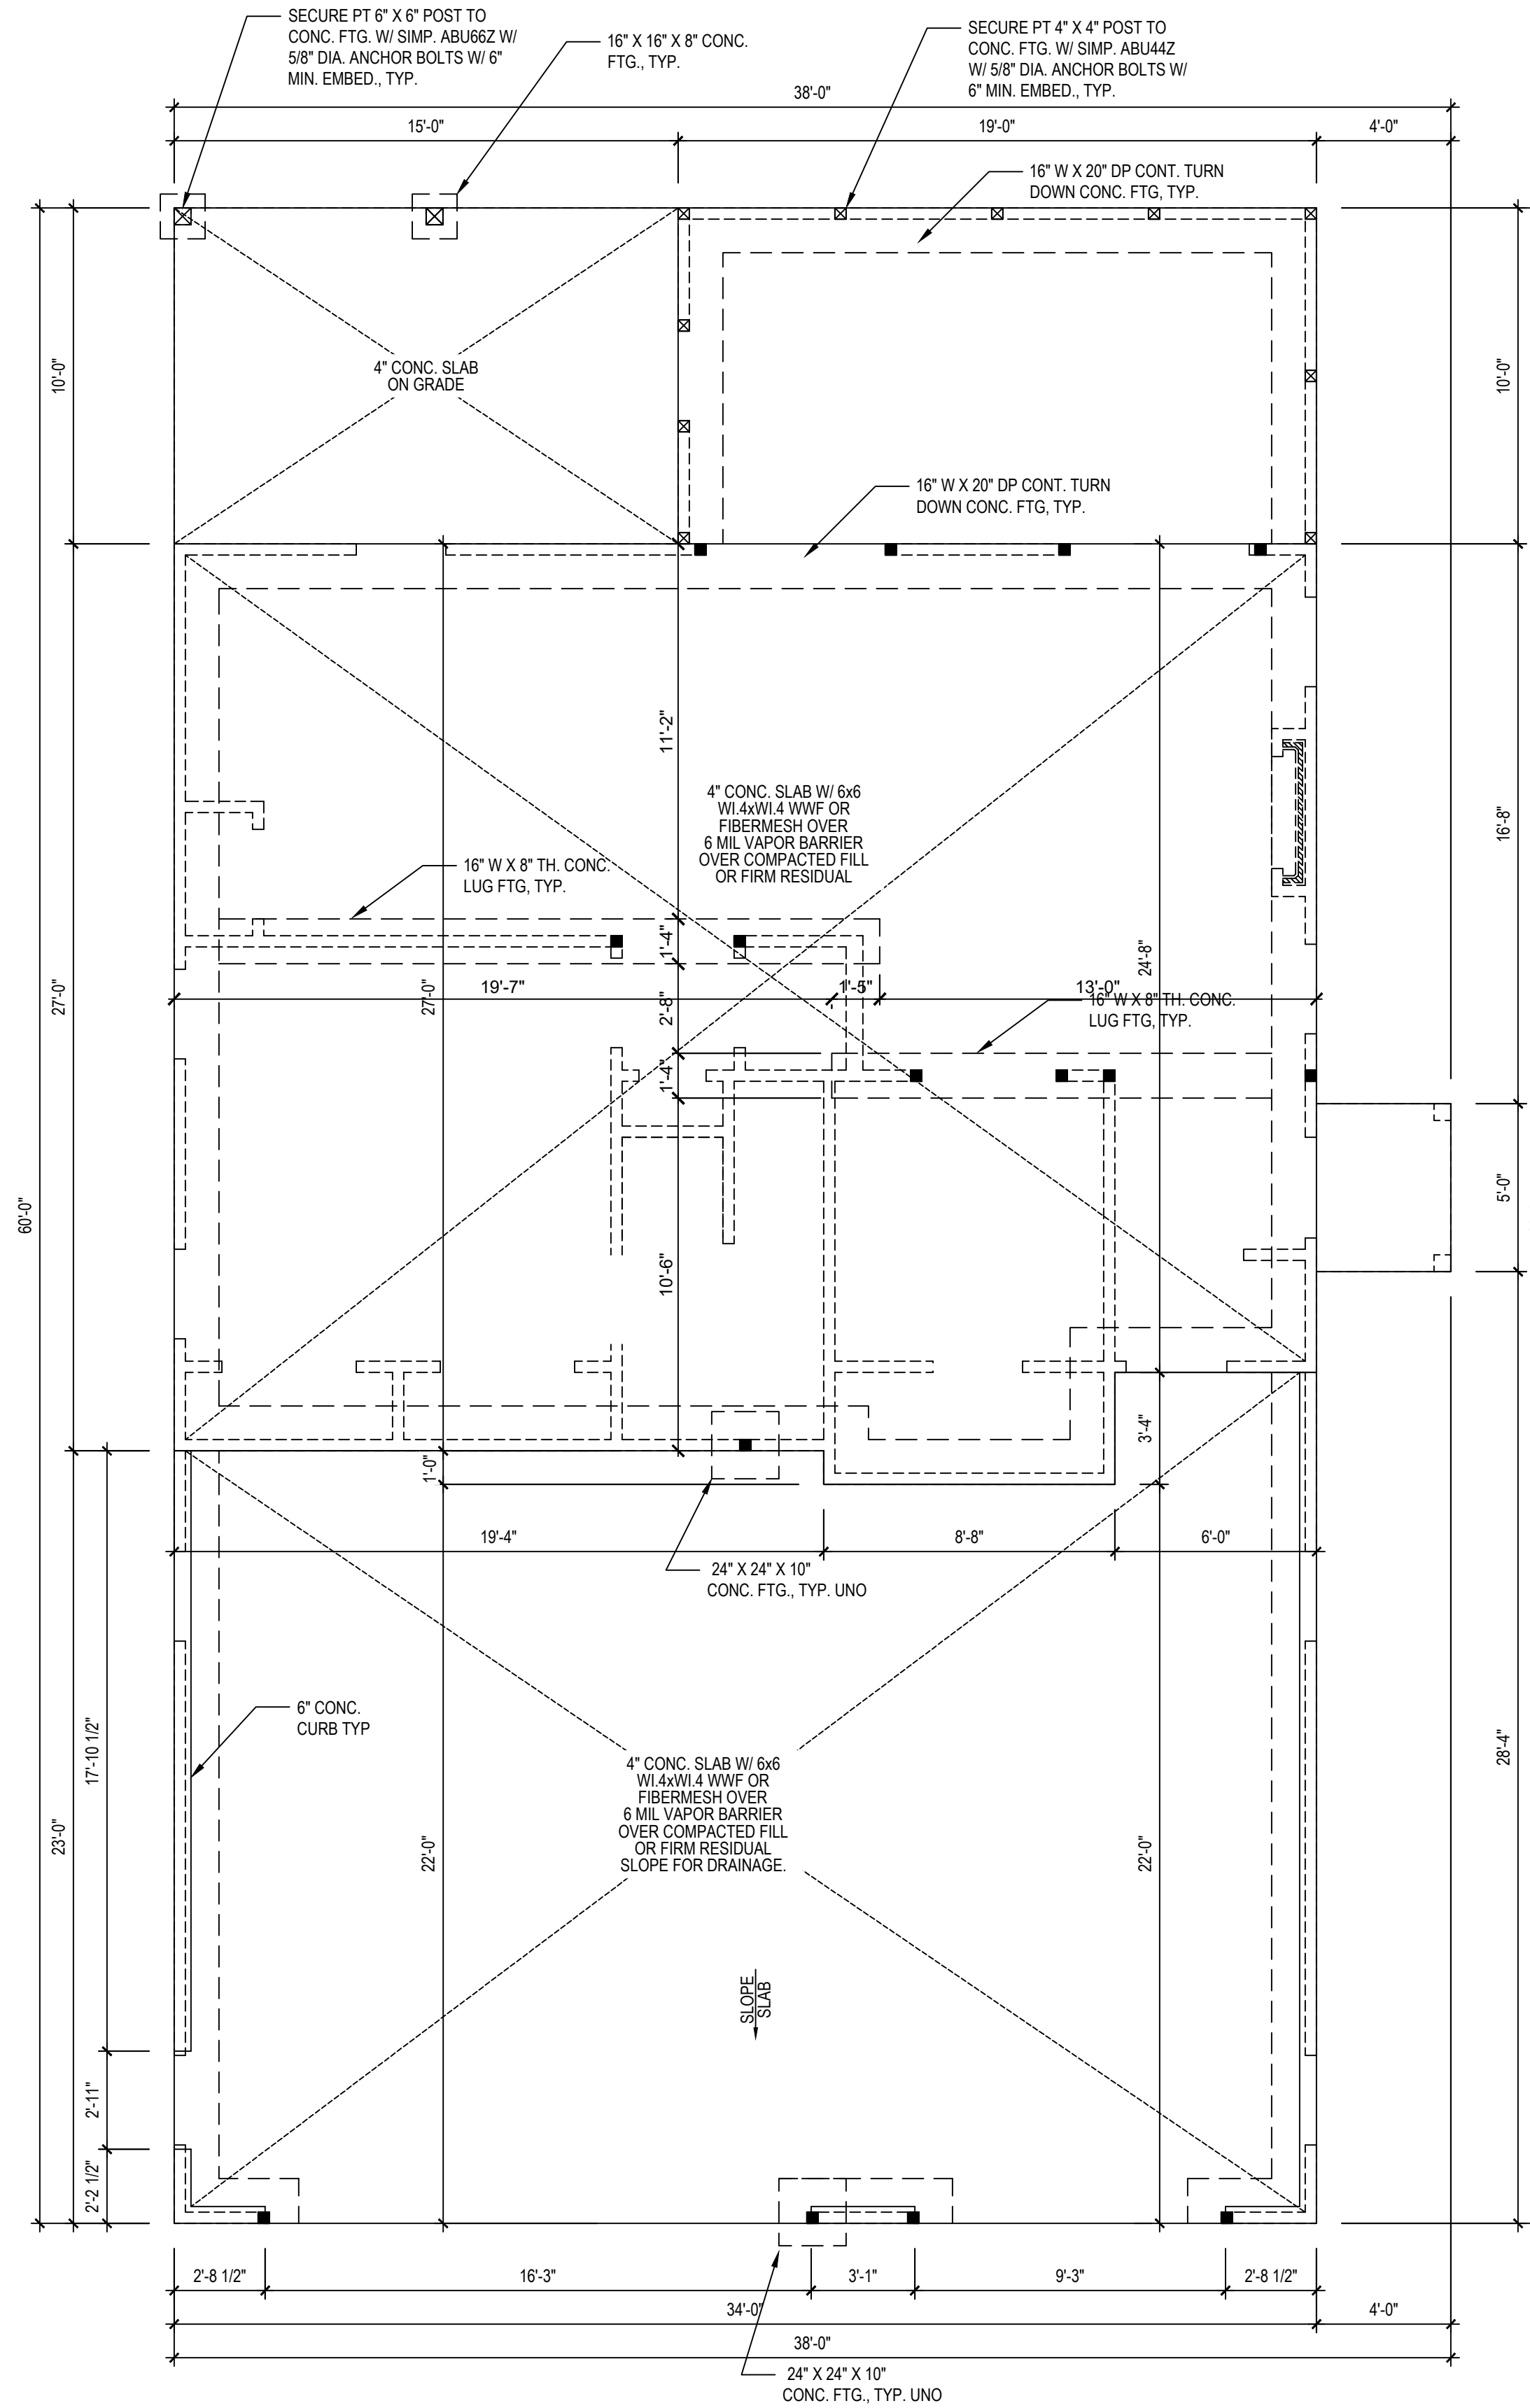 SECURE PT 6" X 6" POST TO
CONC. FTG. W/ SIMP. ABU66Z W/
5/8" DIA. ANCHOR BOLTS W/ 6"
MIN. EMBED., TYP.
16" X 16" X 8" CONC.
FTG., TYP.
SECURE PT 4" X 4" POST TO
CONC. FTG. W/ SIMP. ABU44Z
W/ 5/8" DIA. ANCHOR BOLTS W/
6" MIN. EMBED., TYP.
38'-0"
15'-0"
19'-0"
4'-0"
16" W X 20" DP CONT. TURN
DOWN CONC. FTG, TYP.
4" CONC. SLAB
ON GRADE
10'-0"
10'-0"
16" W X 20" DP CONT. TURN
DOWN CONC. FTG, TYP.
11'-2"
4" CONC. SLAB W/ 6x6
WI.4xWI.4 WWF OR
FIBERMESH OVER
6 MIL VAPOR BARRIER
OVER COMPACTED FILL
OR FIRM RESIDUAL
16'-8"
16" W X 8" TH. CONC.
LUG FTG, TYP.
1'-4"
24'-8"
19'-7"
1'-5"
13'-0"
27'-0"
27'-0"
2'-8"
16" W X 8" TH. CONC.
LUG FTG, TYP.
1'-4"
60'-0"
5'-0"
10'-6"
3'-4"
1'-0"
19'-4"
8'-8"
6'-0"
24" X 24" X 10"
CONC. FTG., TYP. UNO
6" CONC.
CURB TYP
17'-10 1/2"
28'-4"
4" CONC. SLAB W/ 6x6
WI.4xWI.4 WWF OR
FIBERMESH OVER
6 MIL VAPOR BARRIER
OVER COMPACTED FILL
OR FIRM RESIDUAL
SLOPE FOR DRAINAGE.
23'-0"
22'-0"
22'-0"
SLOPE
SLAB
2'-11"
2'-2 1/2"
2'-8 1/2"
16'-3"
3'-1"
9'-3"
2'-8 1/2"
34'-0"
4'-0"
38'-0"
24" X 24" X 10"
CONC. FTG., TYP. UNO